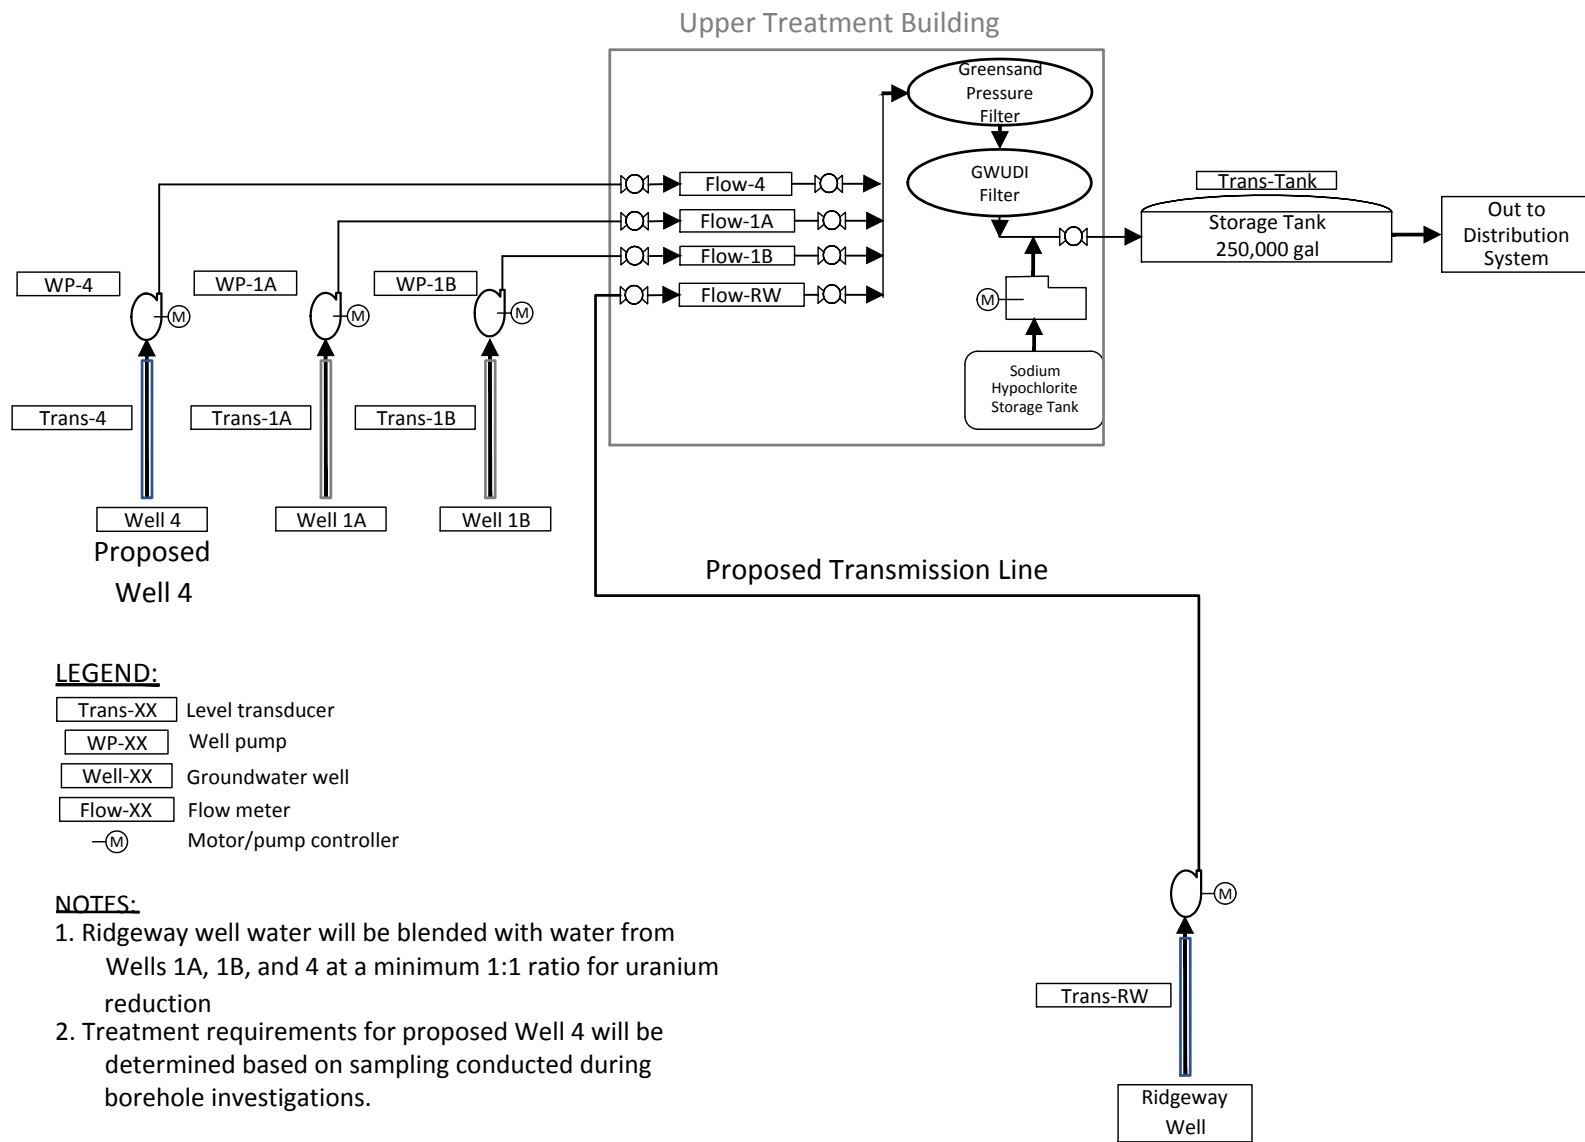 Upper Treatment Building
Greensand
Pressure
Filter
GWUDI
Filter
Flow-4
Flow-1A
Flow-1B
Flow-RW
Trans-Tank
Storage Tank
250,000 gal
Out to
Distribution
System
WP-4
WP-1A
WP-1B
M
M
M
M
Sodium
Hypochlorite
Storage Tank
Trans-4
Trans-1A
Trans-1B
Well 4
Well 1A
Well 1B
Proposed
Well 4
Proposed Transmission Line
LEGEND:
Trans-XX Level transducer
WP-XX Well pump
Well-XX Groundwater well
Flow-XX Flow meter
M Motor/pump controller
NOTES:
1. Ridgeway well water will be blended with water from
Wells 1A, 1B, and 4 at a minimum 1:1 ratio for uranium
reduction
2. Treatment requirements for proposed Well 4 will be
determined based on sampling conducted during
borehole investigations.
M
Trans-RW
Ridgeway
Well